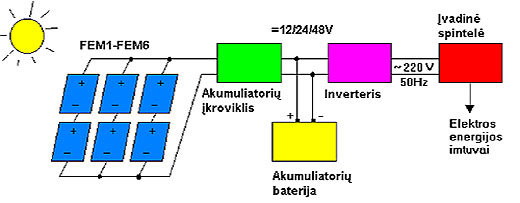 FEM1-FEM6
+
+
+
−
−
−
+
+
+
−
−
−
Akumuliatorių
įkroviklis
=12/24/48V
+
−
Akumuliatorių
baterija
Inverteris
~220 V
50Hz
Įvadinė
spintelė
Elektros
energijos
imtuvai